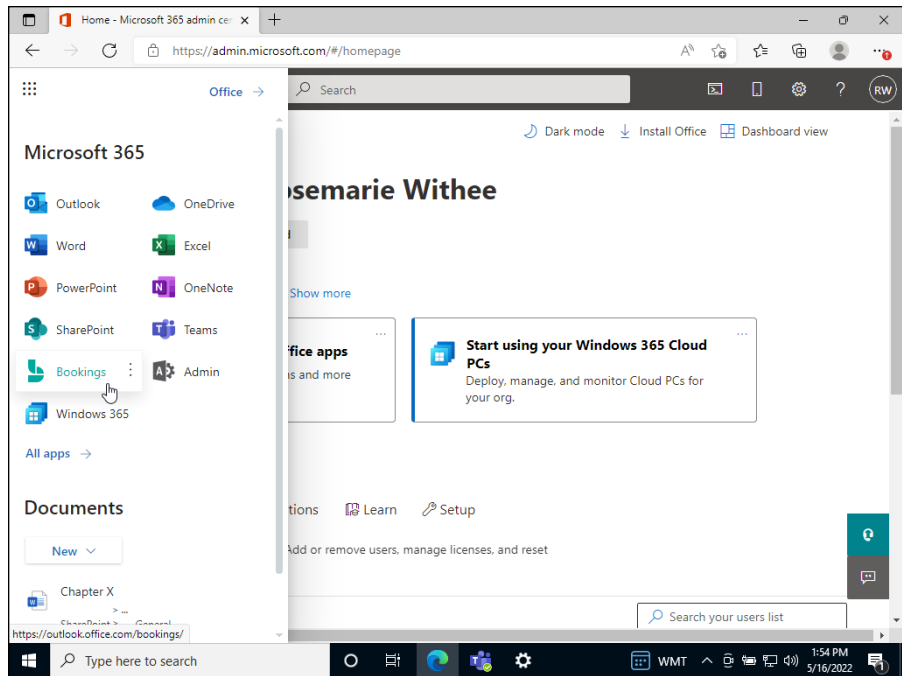 Home - Microsoft 365 admin cer
https://admin.microsoft.com/#/homepage
Office
Search
RW
Dark mode
Install Office
Dashboard view
Microsoft 365
osemarie Withee
Outlook
OneDrive
Word
Excel
PowerPoint
OneNote
Show more
SharePoint
Teams
ffice apps
ns and more
Start using your Windows 365 Cloud
PCs
Deploy, manage, and monitor Cloud PCs for
your org.
Bookings
Admin
Windows 365
All apps
Documents
tions
Learn
Setup
New
Add or remove users, manage licenses, and reset
Chapter X
> ...
SharePoint > General
Search your users list
https://outlook.office.com/bookings/
Type here to search
WMT
1:54 PM
5/16/2022